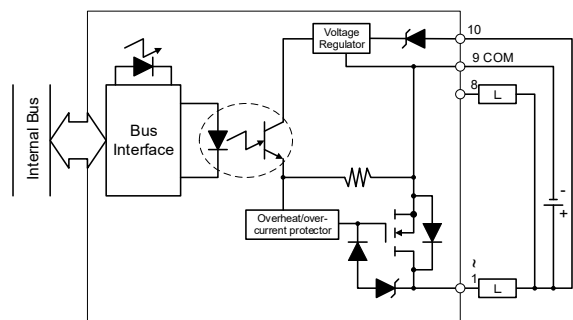 Internal Bus
Bus
Interface
Voltage
Regulator
Overheat/over-
current protector
10
9 COM
8
L
-
+
~
1
L